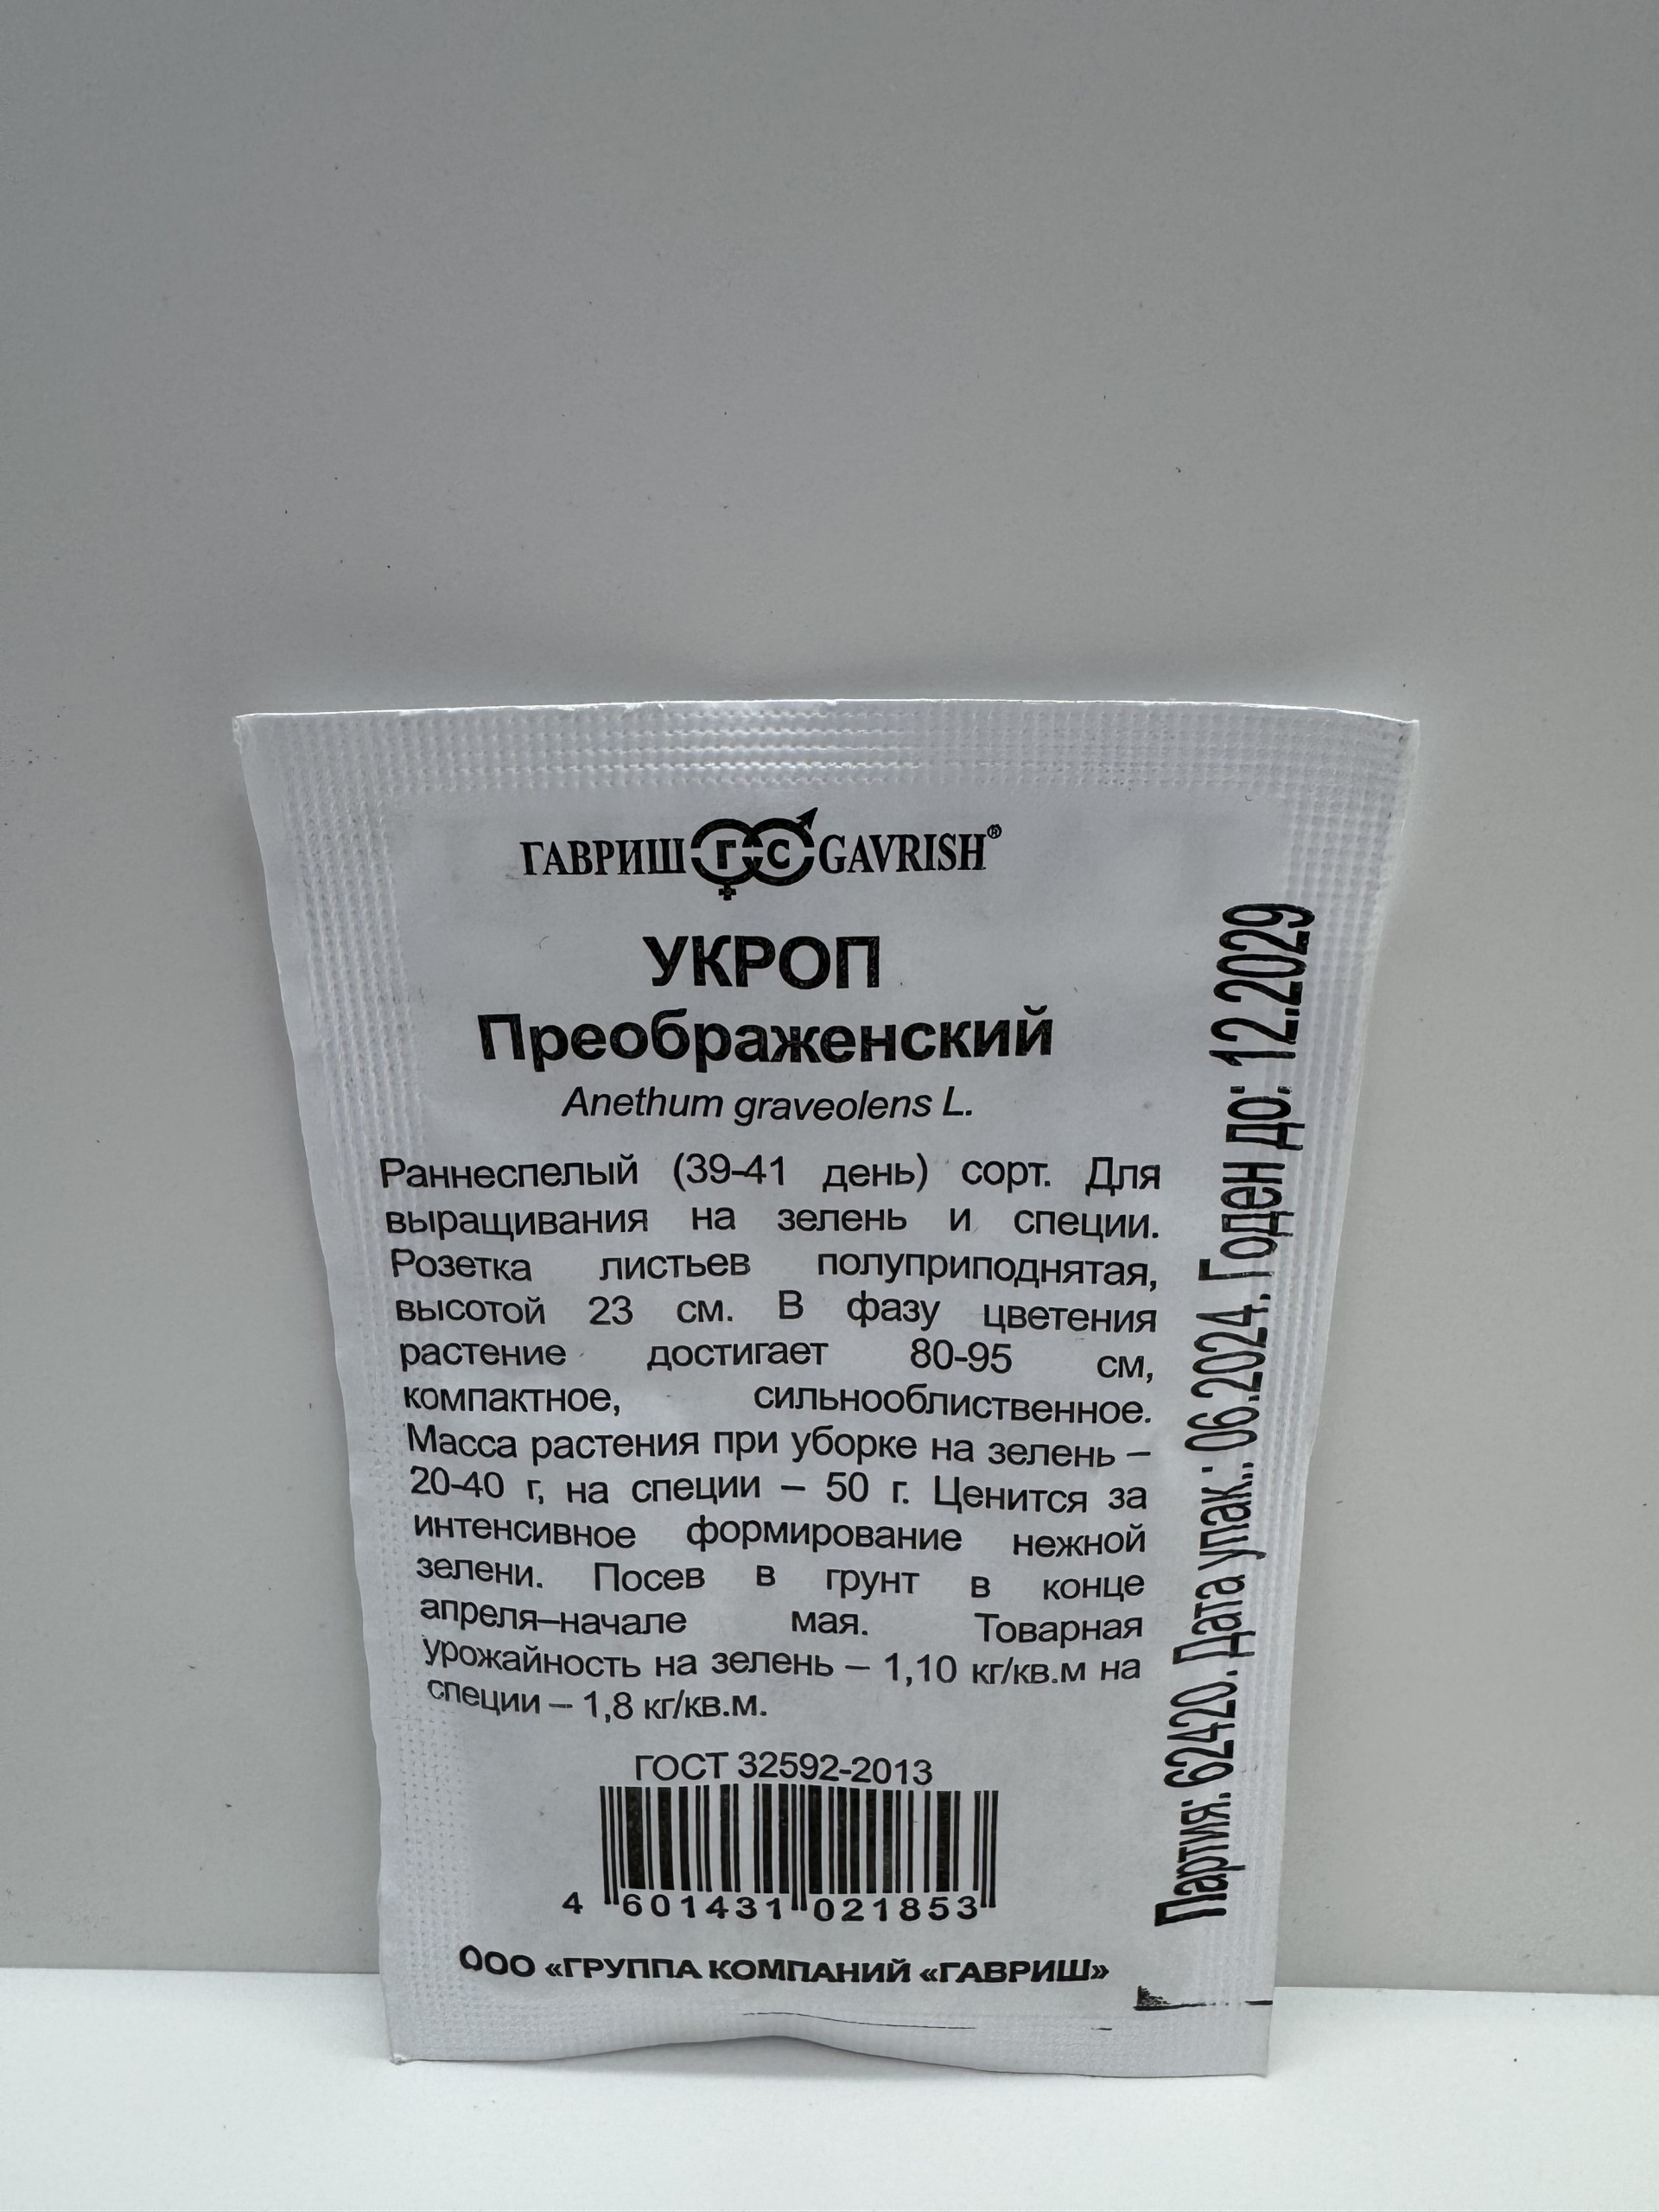 ГАВРИШ ГС GAVRISH®
УКРОП
Преображенский
Anethum graveolens L.
Раннеспелый (39-41 день) сорт. Для
выращивания на зелень и специи.
Розетка листьев полуприподнятая,
высотой 23 см. В фазу цветения
растение достигает 80-95 см,
компактное, сильнооблиственное.
Масса растения при уборке на зелень –
20-40 г, на специи – 50 г. Ценится за
интенсивное формирование нежной
зелени. Посев в грунт в конце
апреля–начале мая. Товарная
урожайность на зелень – 1,10 кг/кв.м на
специи – 1,8 кг/кв.м.
ГОСТ 32592-2013
4 601431 021853
ООО «ГРУППА КОМПАНИЙ «ГАВРИШ»
Партия: 62420. Дата упак.: 06.2024. Годен до: 12.2029